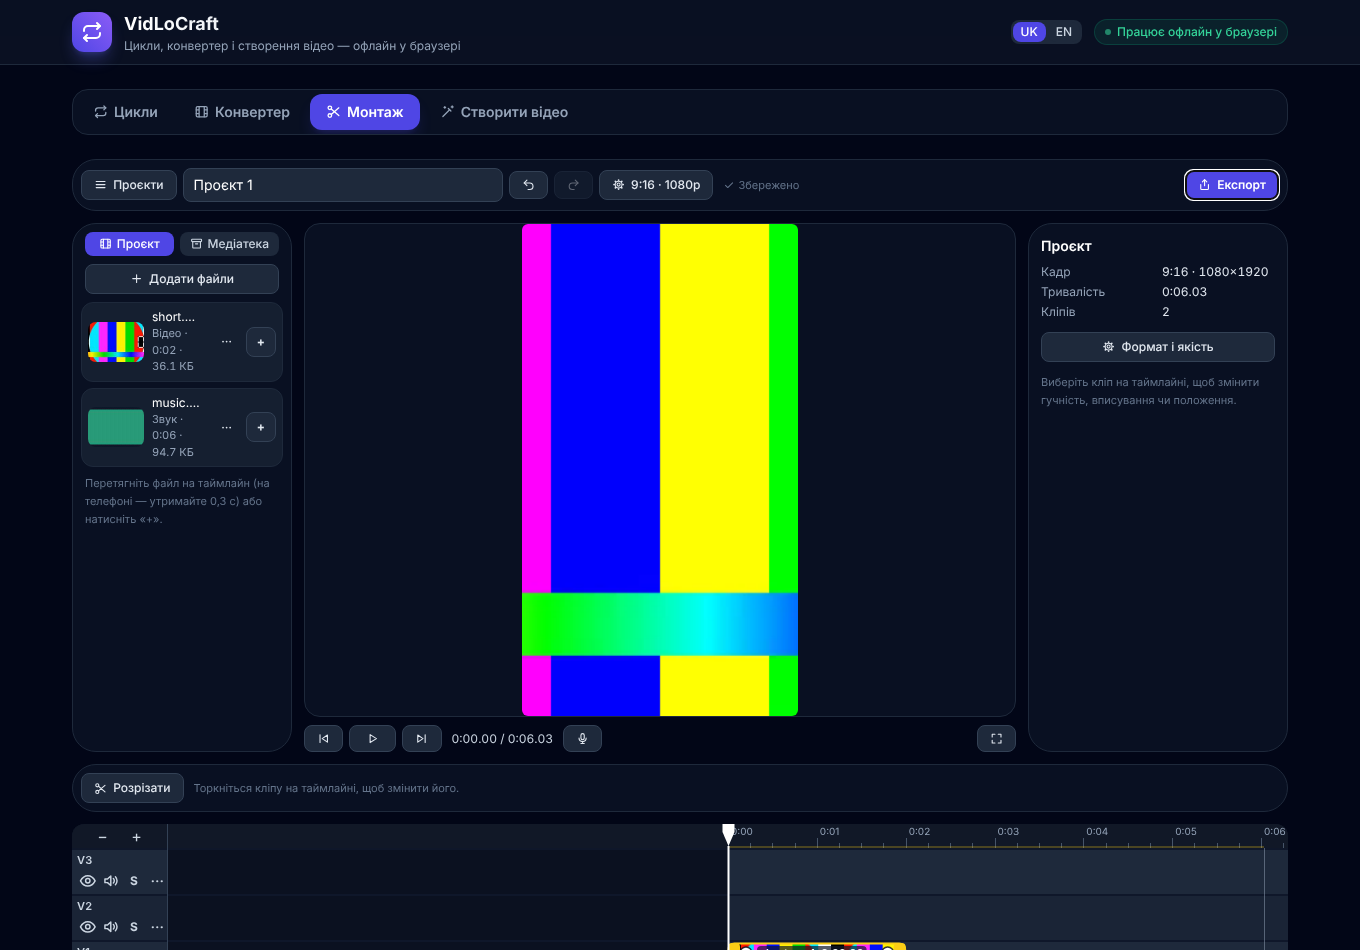 VidLoCraft
Цикли, конвертер і створення відео — офлайн у браузері
UK EN
Працює офлайн у браузері
Цикли
Конвертер
Монтаж
Створити відео
Проєкти
Проєкт 1
9:16 · 1080p
Збережено
Експорт
Проєкт
Медіатека
Додати файли
short....
Відео ·
0:02 ·
36.1 КБ
music....
Звук ·
0:06 ·
94.7 КБ
Перетягніть файл на таймлайн (на
телефоні — утримайте 0,3 с) або
натисніть «+».
0:00.00 / 0:06.03
Проєкт
Кадр 9:16 · 1080×1920
Тривалість 0:06.03
Кліпів 2
Формат і якість
Виберіть кліп на таймлайні, щоб змінити
гучність, вписування чи положення.
Розрізати
Торкніться кліпу на таймлайні, щоб змінити його.
0:01 0:02 0:03 0:04 0:05 0:06
V3
S
V2
S